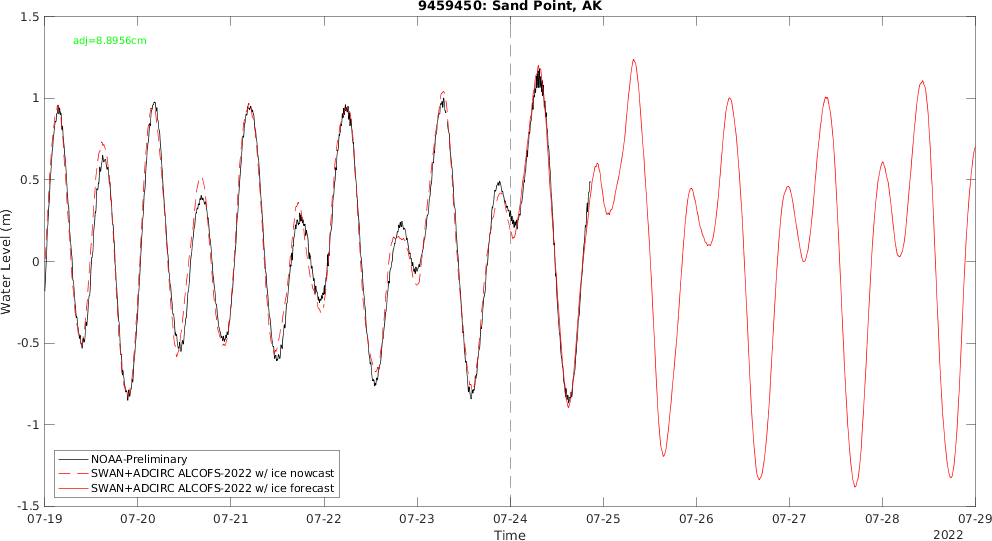 9459450: Sand Point, AK
adj=8.8956cm
Water Level (m)
1.5
1
0.5
0
-0.5
-1
-1.5
NOAA-Preliminary
SWAN+ADCIRC ALCOFS-2022 w/ ice nowcast
SWAN+ADCIRC ALCOFS-2022 w/ ice forecast
07-19 07-20 07-21 07-22 07-23 07-24 07-25 07-26 07-27 07-28 07-29
Time
2022